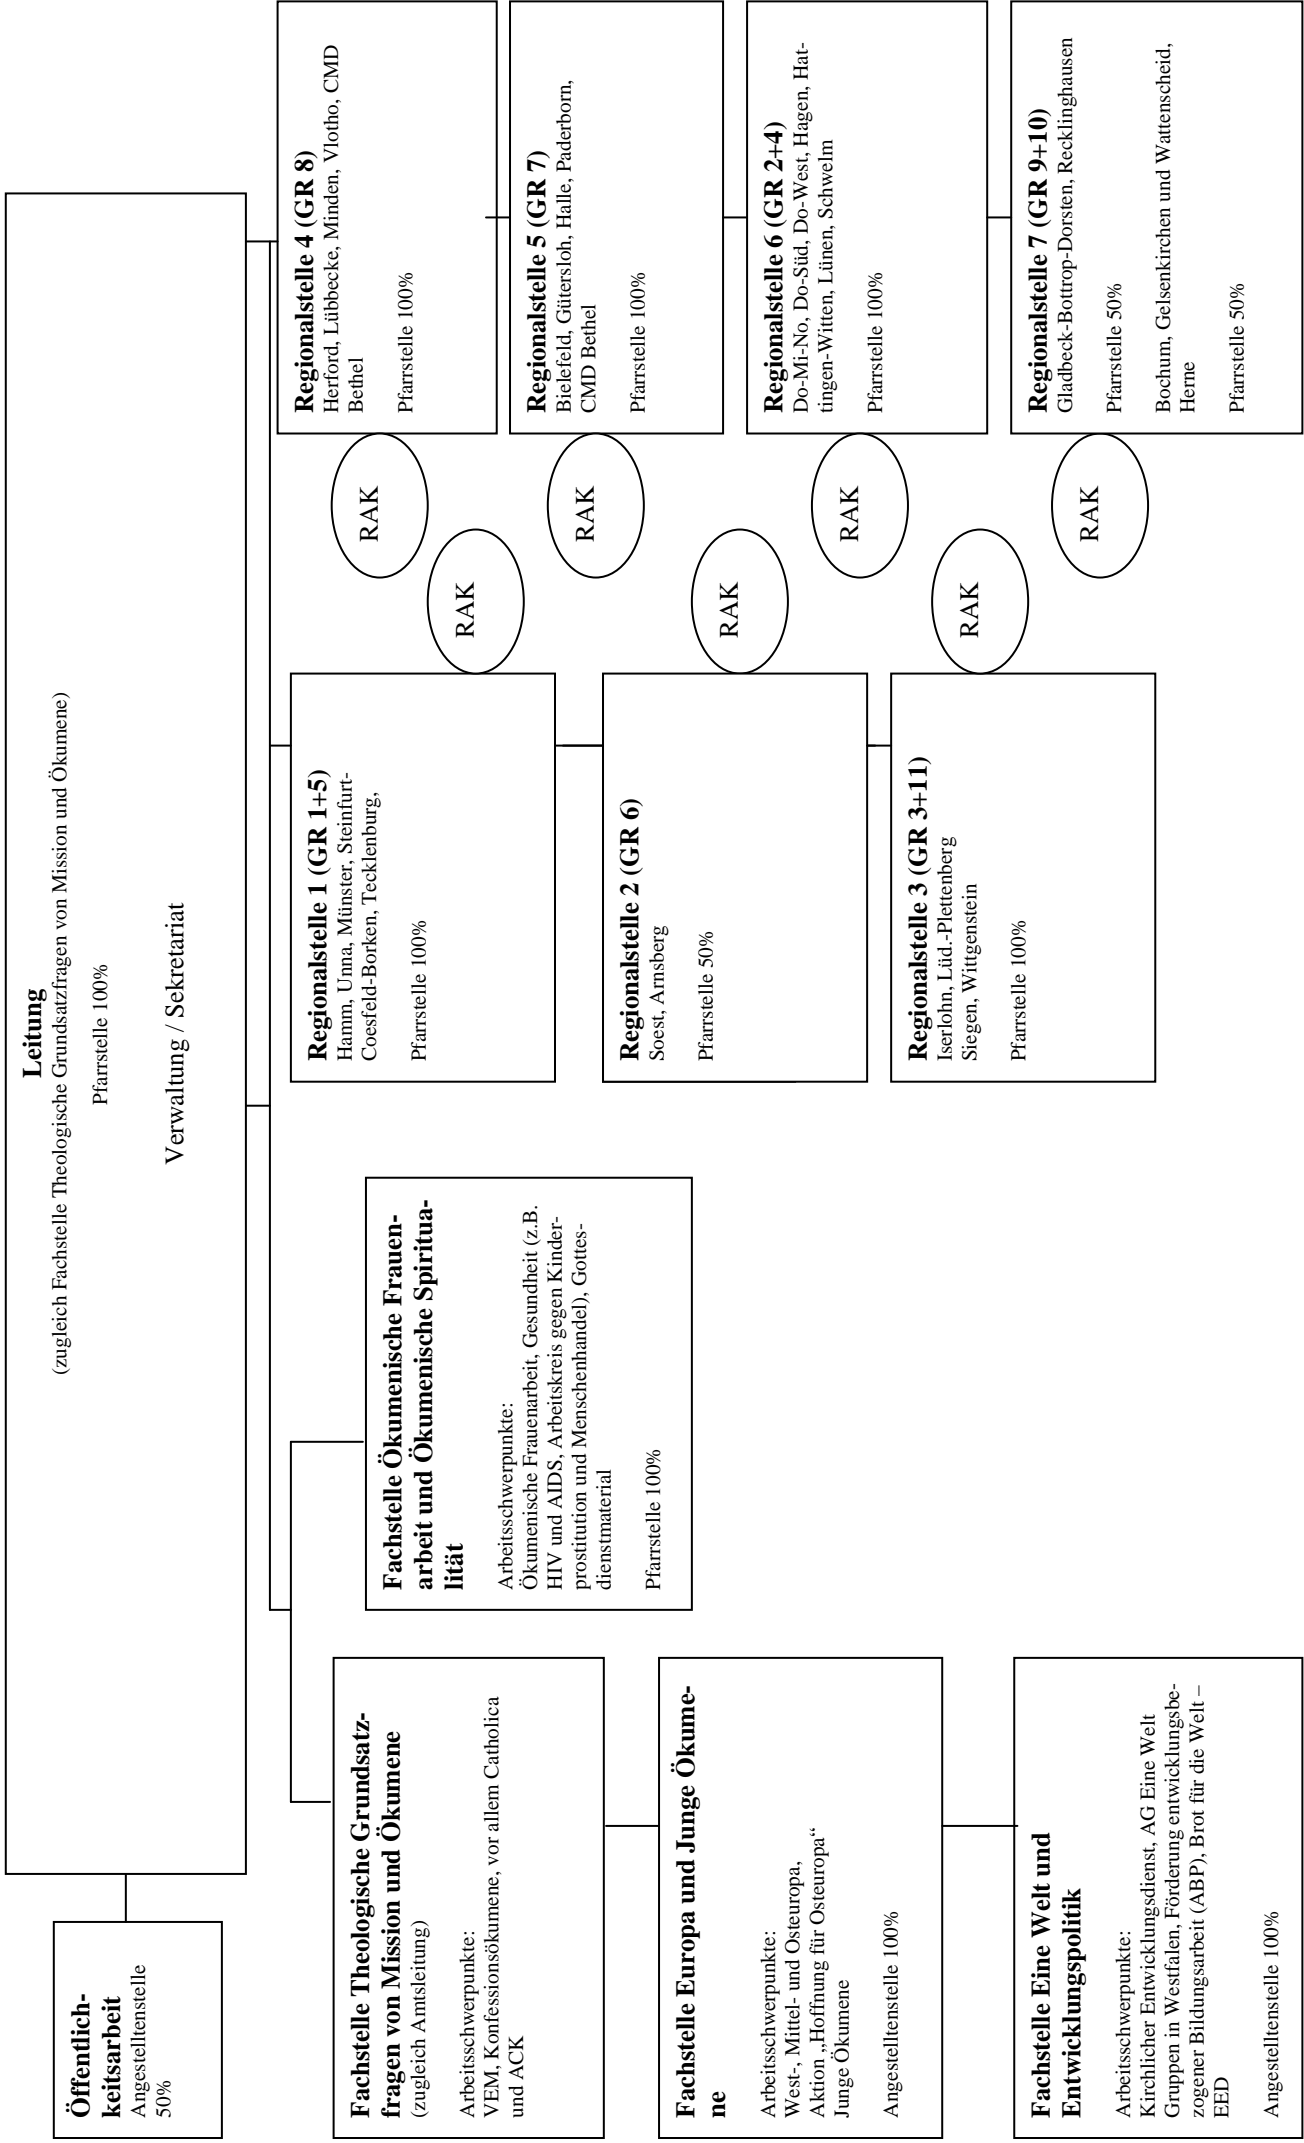 Leitung
(zugleich Fachstelle Theologische Grundsatzfragen von Mission und Ökumene)
Pfarrstelle 100%
Verwaltung / Sekretariat
Öffentlich-
keitsarbeit
Angestelltenstelle
50%
Fachstelle Theologische Grundsatz-
fragen von Mission und Ökumene
(zugleich Amtsleitung)
Arbeitsschwerpunkte:
VEM, Konfessionsökumene, vor allem Catholica
und ACK
Fachstelle Europa und Junge Ökume-
ne
Arbeitsschwerpunkte:
West-, Mittel- und Osteuropa,
Aktion „Hoffnung für Osteuropa“
Junge Ökumene
Angestelltenstelle 100%
Fachstelle Eine Welt und
Entwicklungspolitik
Arbeitsschwerpunkte:
Kirchlicher Entwicklungsdienst, AG Eine Welt
Gruppen in Westfalen, Förderung entwicklungsbe-
zogener Bildungsarbeit (ABP), Brot für die Welt –
EED
Angestelltenstelle 100%
Fachstelle Ökumenische Frauen-
arbeit und Ökumenische Spiritua-
lität
Arbeitsschwerpunkte:
Ökumenische Frauenarbeit, Gesundheit (z.B.
HIV und AIDS, Arbeitskreis gegen Kinder-
prostitution und Menschenhandel), Gottes-
dienstmaterial
Pfarrstelle 100%
Regionalstelle 1 (GR 1+5)
Hamm, Unna, Münster, Steinfurt-
Coesfeld-Borken, Tecklenburg,
Pfarrstelle 100%
Regionalstelle 2 (GR 6)
Soest, Arnsberg
Pfarrstelle 50%
Regionalstelle 3 (GR 3+11)
Iserlohn, Lüd.-Plettenberg
Siegen, Wittgenstein
Pfarrstelle 100%
RAK
RAK
RAK
RAK
RAK
RAK
RAK
Regionalstelle 4 (GR 8)
Herford, Lübbecke, Minden, Vlotho, CMD
Bethel
Pfarrstelle 100%
Regionalstelle 5 (GR 7)
Bielefeld, Gütersloh, Halle, Paderborn,
CMD Bethel
Pfarrstelle 100%
Regionalstelle 6 (GR 2+4)
Do-Mi-No, Do-Süd, Do-West, Hagen, Hat-
tingen-Witten, Lünen, Schwelm
Pfarrstelle 100%
Regionalstelle 7 (GR 9+10)
Gladbeck-Bottrop-Dorsten, Recklinghausen
Pfarrstelle 50%
Bochum, Gelsenkirchen und Wattenscheid,
Herne
Pfarrstelle 50%